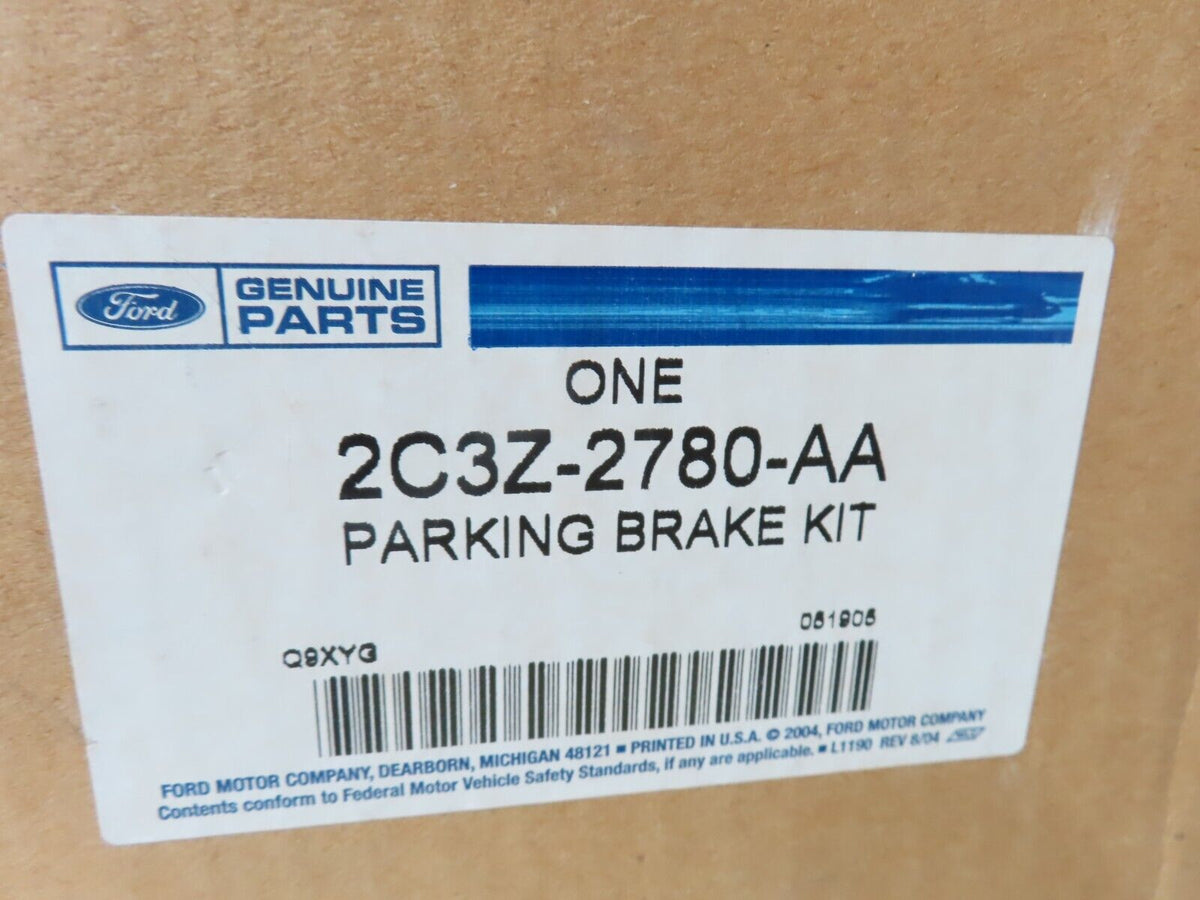 Ford
GENUINE
PARTS
ONE
2C3Z-2780-AA
PARKING BRAKE KIT
Q9XYG
051905
FORD MOTOR COMPANY, DEARBORN, MICHIGAN 48121 ■ PRINTED IN U.S.A. © 2004, FORD MOTOR COMPANY
Contents conform to Federal Motor Vehicle Safety Standards, if any are applicable. ■ L1190 REV 8/04